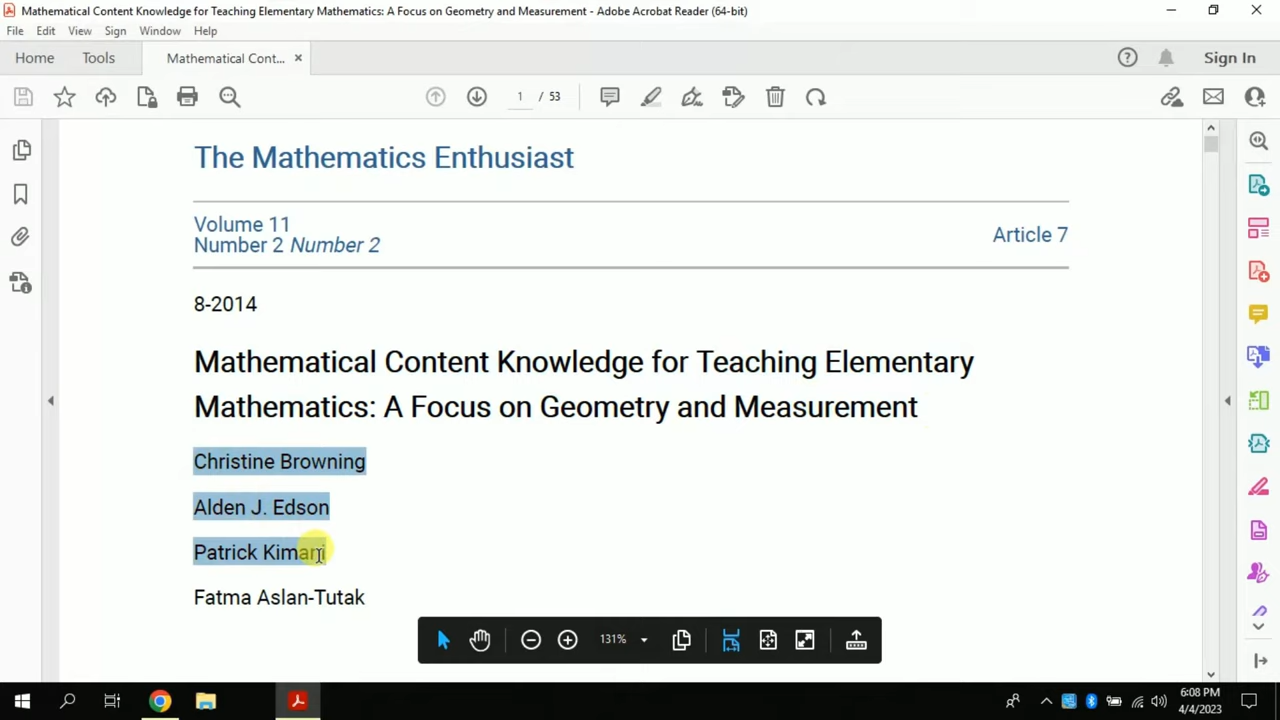 Mathematical Content Knowledge for Teaching Elementary Mathematics: A Focus on Geometry and Measurement - Adobe Acrobat Reader (64-bit)
File Edit View Sign Window Help
Home Tools Mathematical Cont... Sign In
1 / 53
The Mathematics Enthusiast
Volume 11
Number 2 Number 2
Article 7
8-2014
Mathematical Content Knowledge for Teaching Elementary
Mathematics: A Focus on Geometry and Measurement
Christine Browning
Alden J. Edson
Patrick Kimani
Fatma Aslan-Tutak
131%
6:08 PM
4/4/2023